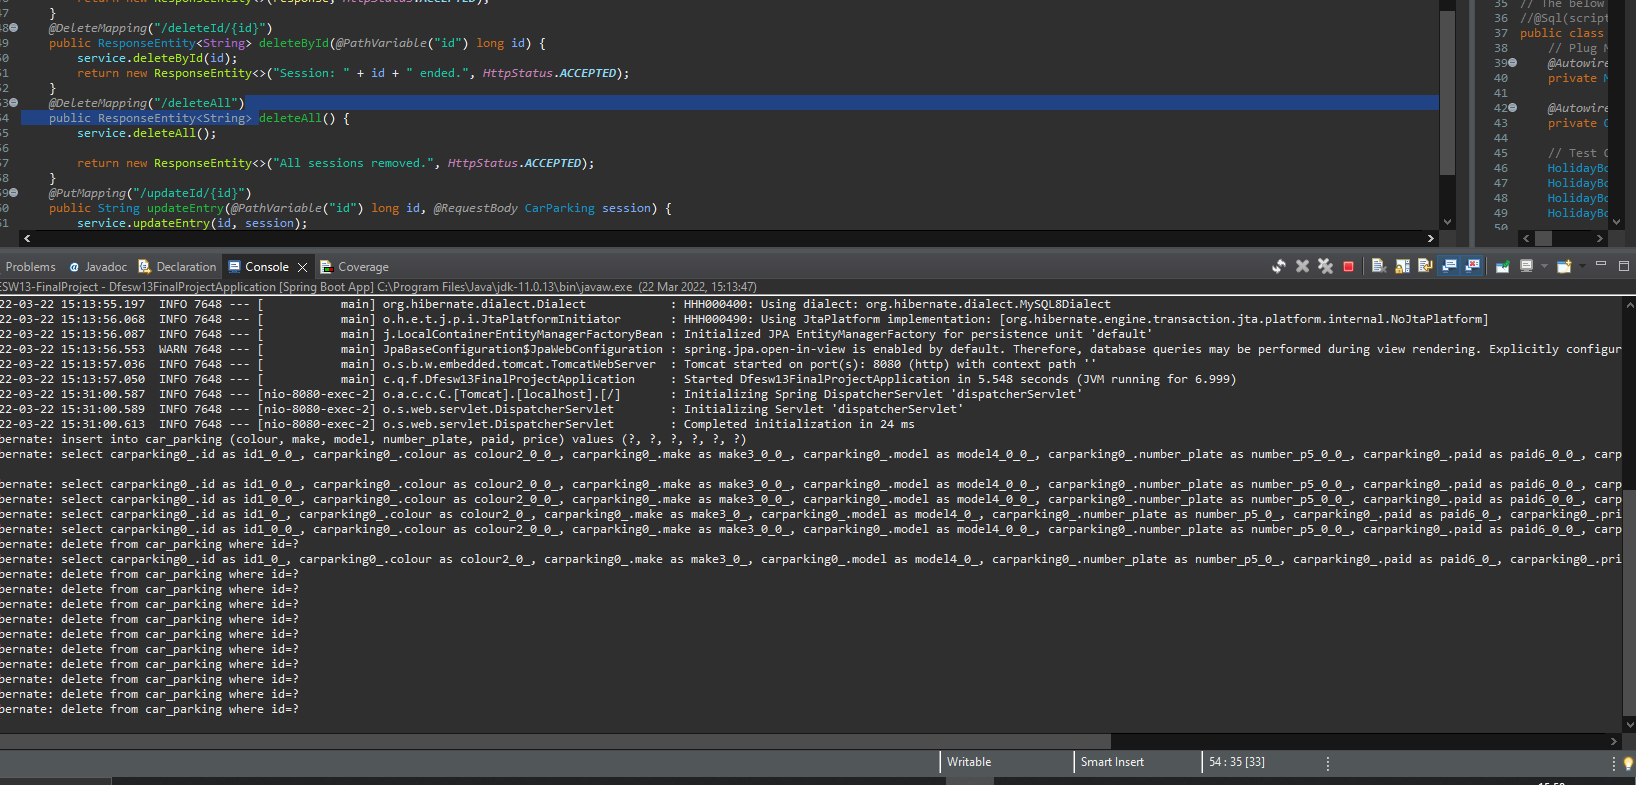 47 }
48 @DeleteMapping("/deleteId/{id}")
49 public ResponseEntity<String> deleteById(@PathVariable("id") long id) {
50 service.deleteById(id);
51 return new ResponseEntity<>("Session: " + id + " ended.", HttpStatus.ACCEPTED);
52 }
53 @DeleteMapping("/deleteAll")
54 public ResponseEntity<String> deleteAll() {
55 service.deleteAll();
56
57 return new ResponseEntity<>("All sessions removed.", HttpStatus.ACCEPTED);
58 }
59 @PutMapping("/updateId/{id}")
60 public String updateEntry(@PathVariable("id") long id, @RequestBody CarParking session) {
61 service.updateEntry(id, session);
35 // The below
36 //@Sql(script
37 public class
38 // Plug M
39 @Autowire
40 private M
41
42 @Autowire
43 private O
44
45 // Test C
46 HolidayBo
47 HolidayBo
48 HolidayBo
49 HolidayBo
50
Problems @ Javadoc Declaration Console Coverage
ESW13-FinalProject - Dfesw13FinalProjectApplication [Spring Boot App] C:\Program Files\Java\jdk-11.0.13\bin\javaw.exe (22 Mar 2022, 15:13:47)
22-03-22 15:13:55.197 INFO 7648 --- [ main] org.hibernate.dialect.Dialect : HHH000400: Using dialect: org.hibernate.dialect.MySQL8Dialect
22-03-22 15:13:56.068 INFO 7648 --- [ main] o.h.e.t.j.p.i.JtaPlatformInitiator : HHH000490: Using JtaPlatform implementation: [org.hibernate.engine.transaction.jta.platform.internal.NoJtaPlatform]
22-03-22 15:13:56.087 INFO 7648 --- [ main] j.LocalContainerEntityManagerFactoryBean : Initialized JPA EntityManagerFactory for persistence unit 'default'
22-03-22 15:13:56.553 WARN 7648 --- [ main] JpaBaseConfiguration$JpaWebConfiguration : spring.jpa.open-in-view is enabled by default. Therefore, database queries may be performed during view rendering. Explicitly configur
22-03-22 15:13:57.036 INFO 7648 --- [ main] o.s.b.w.embedded.tomcat.TomcatWebServer : Tomcat started on port(s): 8080 (http) with context path ''
22-03-22 15:13:57.050 INFO 7648 --- [ main] c.q.f.Dfesw13FinalProjectApplication : Started Dfesw13FinalProjectApplication in 5.548 seconds (JVM running for 6.999)
22-03-22 15:31:00.587 INFO 7648 --- [nio-8080-exec-2] o.a.c.c.C.[Tomcat].[localhost].[/] : Initializing Spring DispatcherServlet 'dispatcherServlet'
22-03-22 15:31:00.589 INFO 7648 --- [nio-8080-exec-2] o.s.web.servlet.DispatcherServlet : Initializing Servlet 'dispatcherServlet'
22-03-22 15:31:00.613 INFO 7648 --- [nio-8080-exec-2] o.s.web.servlet.DispatcherServlet : Completed initialization in 24 ms
bernate: insert into car_parking (colour, make, model, number_plate, paid, price) values (?, ?, ?, ?, ?, ?)
bernate: select carparking0_.id as id1_0_0_, carparking0_.colour as colour2_0_0_, carparking0_.make as make3_0_0_, carparking0_.model as model4_0_0_, carparking0_.number_plate as number_p5_0_0_, carparking0_.paid as paid6_0_0_, carp
bernate: select carparking0_.id as id1_0_0_, carparking0_.colour as colour2_0_0_, carparking0_.make as make3_0_0_, carparking0_.model as model4_0_0_, carparking0_.number_plate as number_p5_0_0_, carparking0_.paid as paid6_0_0_, carp
bernate: select carparking0_.id as id1_0_0_, carparking0_.colour as colour2_0_0_, carparking0_.make as make3_0_0_, carparking0_.model as model4_0_0_, carparking0_.number_plate as number_p5_0_0_, carparking0_.paid as paid6_0_0_, carp
bernate: select carparking0_.id as id1_0_, carparking0_.colour as colour2_0_, carparking0_.make as make3_0_, carparking0_.model as model4_0_, carparking0_.number_plate as number_p5_0_, carparking0_.paid as paid6_0_, carparking0_.pri
bernate: select carparking0_.id as id1_0_0_, carparking0_.colour as colour2_0_0_, carparking0_.make as make3_0_0_, carparking0_.model as model4_0_0_, carparking0_.number_plate as number_p5_0_0_, carparking0_.paid as paid6_0_0_, carp
bernate: delete from car_parking where id=?
bernate: select carparking0_.id as id1_0_, carparking0_.colour as colour2_0_, carparking0_.make as make3_0_, carparking0_.model as model4_0_, carparking0_.number_plate as number_p5_0_, carparking0_.paid as paid6_0_, carparking0_.pri
bernate: delete from car_parking where id=?
bernate: delete from car_parking where id=?
bernate: delete from car_parking where id=?
bernate: delete from car_parking where id=?
bernate: delete from car_parking where id=?
bernate: delete from car_parking where id=?
bernate: delete from car_parking where id=?
bernate: delete from car_parking where id=?
bernate: delete from car_parking where id=?
bernate: delete from car_parking where id=?
Writable Smart Insert 54 : 35 [33]